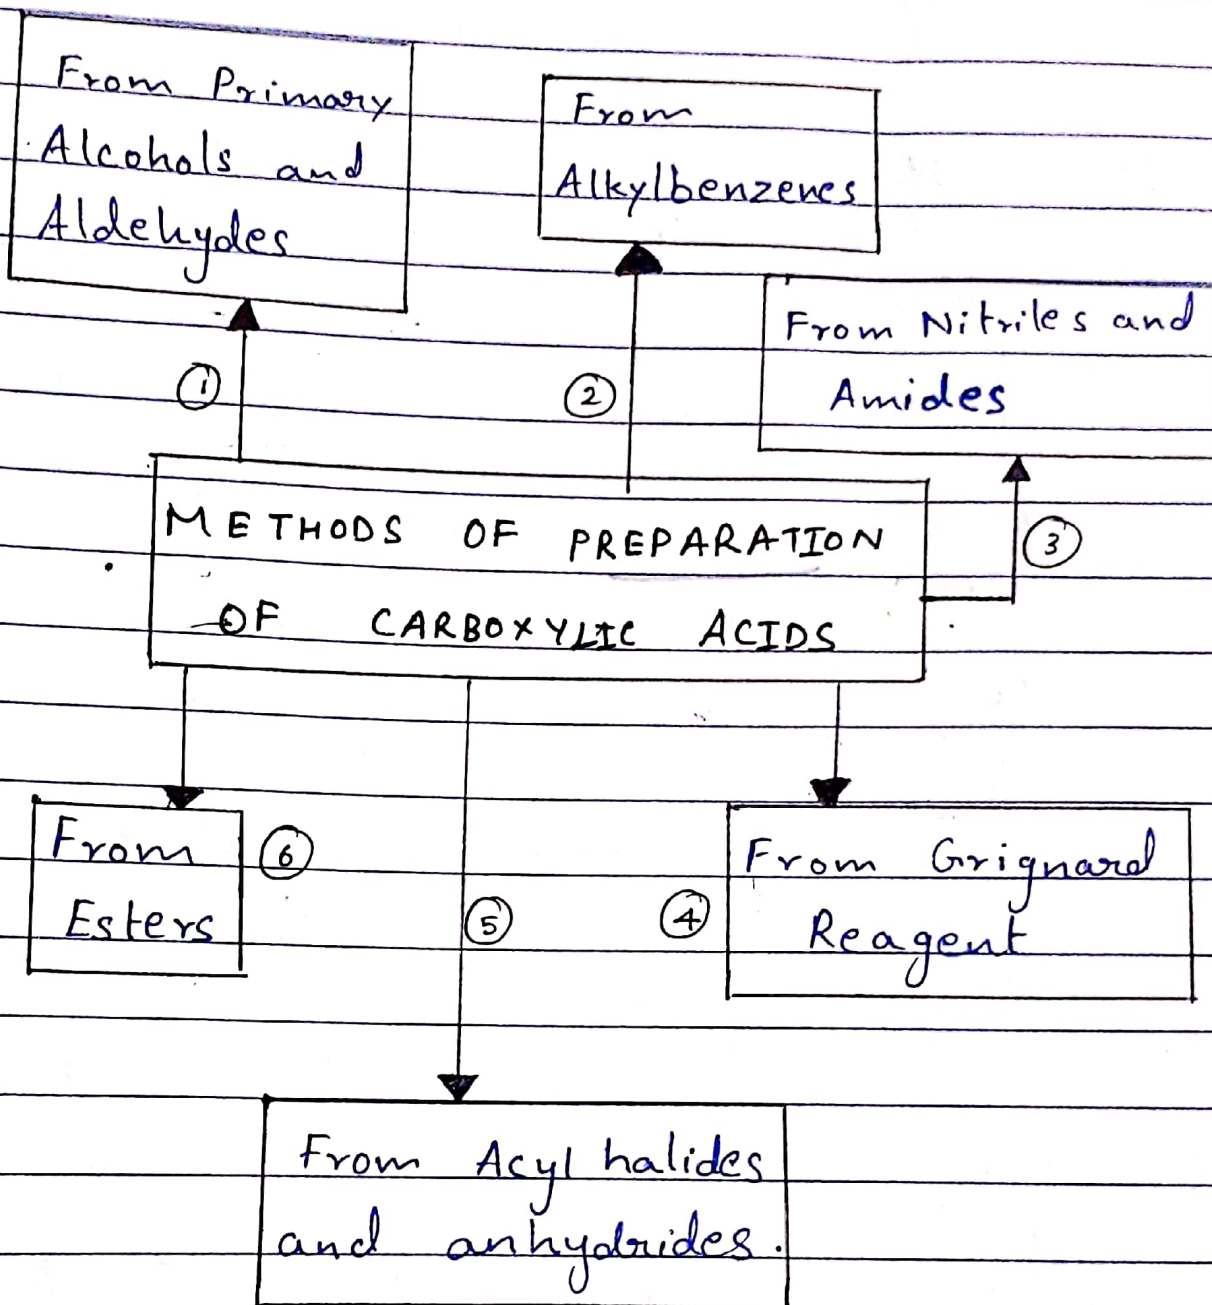 From Primary
Alcohols and
Aldehydes
From
Alkylbenzenes
From Nitriles and
Amides
1
2
METHODS OF PREPARATION
3
OF CARBOXYLIC ACIDS
From
Esters
6
5
4
From Grignard
Reagent
From Acyl halides
and anhydrides.